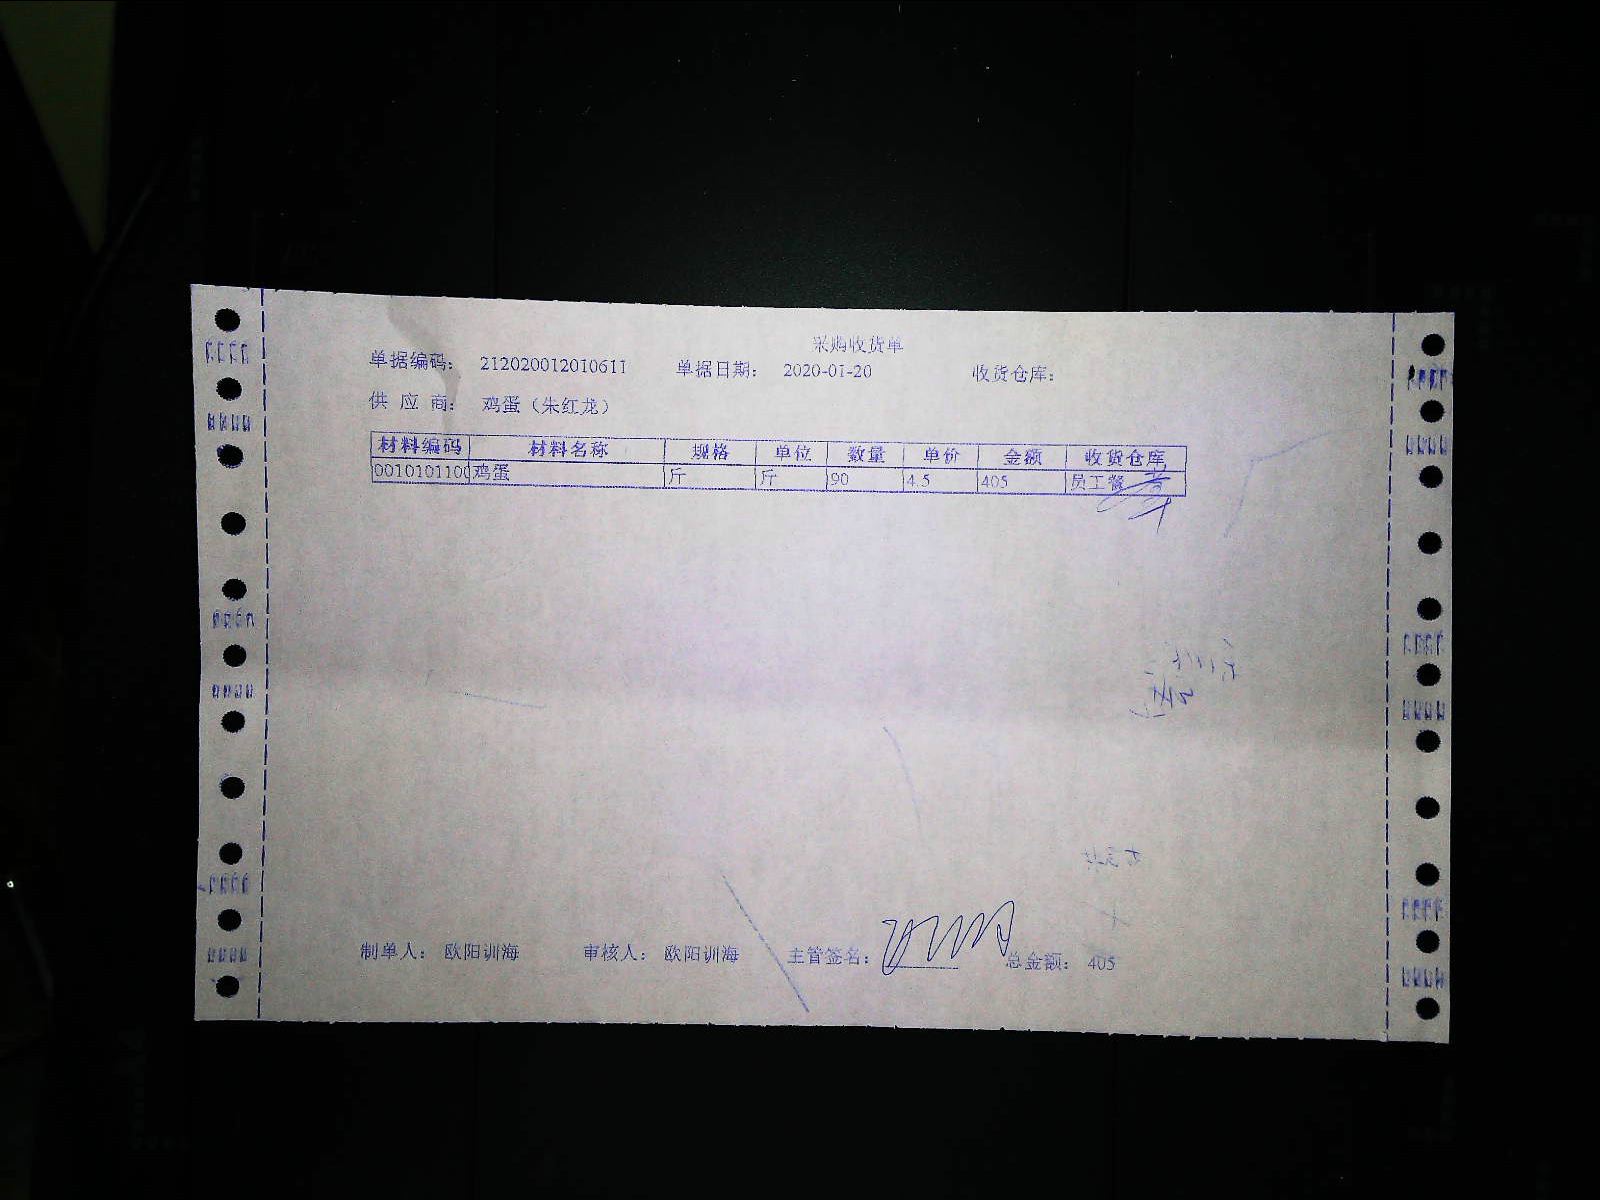 采购收货单
单据编码： 212020012010611 单据日期： 2020-01-20 收货仓库：
供 应 商： 鸡蛋（朱红龙）
材料编码 材料名称 规格 单位 数量 单价 金额 收货仓库
0010101100 鸡蛋 斤 斤 90 4.5 405 员工餐
制单人： 欧阳训海 审核人： 欧阳训海 主管签名： 总金额： 405